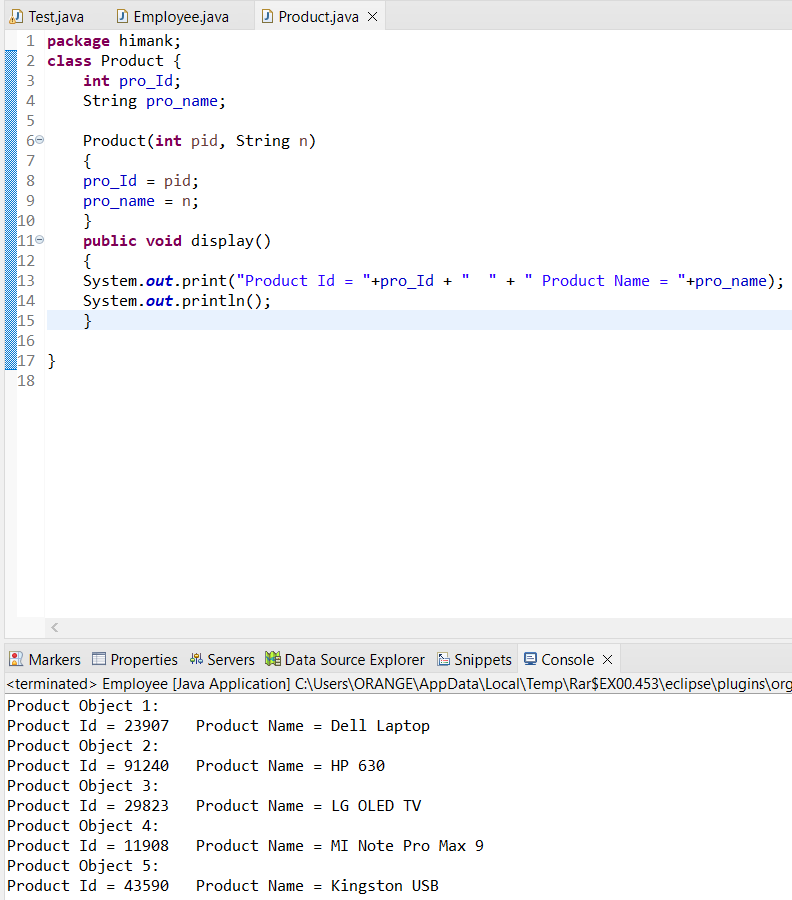 Test.java Employee.java Product.java
1 package himank;
2 class Product {
3 int pro_Id;
4 String pro_name;
5
6 Product(int pid, String n)
7 {
8 pro_Id = pid;
9 pro_name = n;
10 }
11 public void display()
12 {
13 System.out.print("Product Id = "+pro_Id + "  " + " Product Name = "+pro_name);
14 System.out.println();
15 }
16
17 }
18
Markers Properties Servers Data Source Explorer Snippets Console
<terminated> Employee [Java Application] C:\Users\ORANGE\AppData\Local\Temp\Rar$EX00.453\eclipse\plugins\org
Product Object 1:
Product Id = 23907   Product Name = Dell Laptop
Product Object 2:
Product Id = 91240   Product Name = HP 630
Product Object 3:
Product Id = 29823   Product Name = LG OLED TV
Product Object 4:
Product Id = 11908   Product Name = MI Note Pro Max 9
Product Object 5:
Product Id = 43590   Product Name = Kingston USB